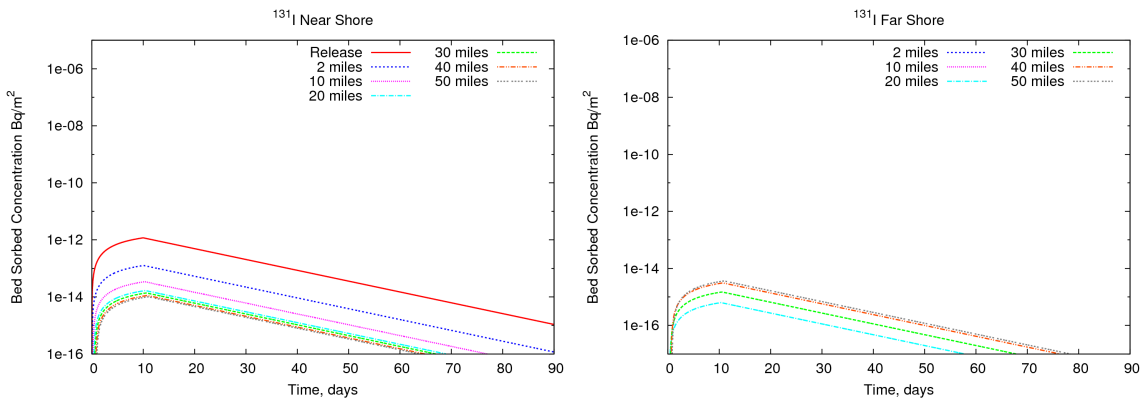 ¹³¹I Near Shore
Release
2 miles
10 miles
20 miles
30 miles
40 miles
50 miles
1e-06
1e-08
1e-10
1e-12
1e-14
1e-16
Bed Sorbed Concentration Bq/m²
0 10 20 30 40 50 60 70 80 90
Time, days
¹³¹I Far Shore
2 miles
10 miles
20 miles
30 miles
40 miles
50 miles
1e-06
1e-08
1e-10
1e-12
1e-14
1e-16
Bed Sorbed Concentration Bq/m²
0 10 20 30 40 50 60 70 80 90
Time, days